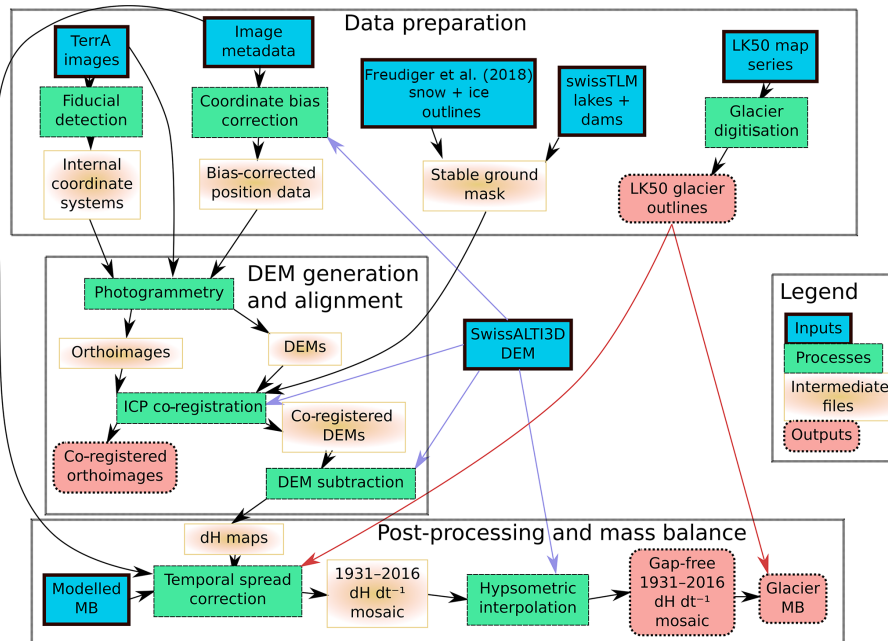 Data preparation
TerrA
images
Image
metadata
Freudiger et al. (2018)
snow + ice
outlines
swissTLM
lakes +
dams
LK50 map
series
Fiducial
detection
Coordinate bias
correction
Glacier
digitisation
Internal
coordinate
systems
Bias-corrected
position data
Stable ground
mask
LK50 glacier
outlines
DEM generation
and alignment
Photogrammetry
Orthoimages
DEMs
SwissALTI3D
DEM
ICP co-registration
Co-registered
DEMs
Co-registered
orthoimages
DEM subtraction
Legend
Inputs
Processes
Intermediate
files
Outputs
Post-processing and mass balance
dH maps
Modelled
MB
Temporal spread
correction
1931–2016
dH dt⁻¹
mosaic
Hypsometric
interpolation
Gap-free
1931–2016
dH dt⁻¹
mosaic
Glacier
MB